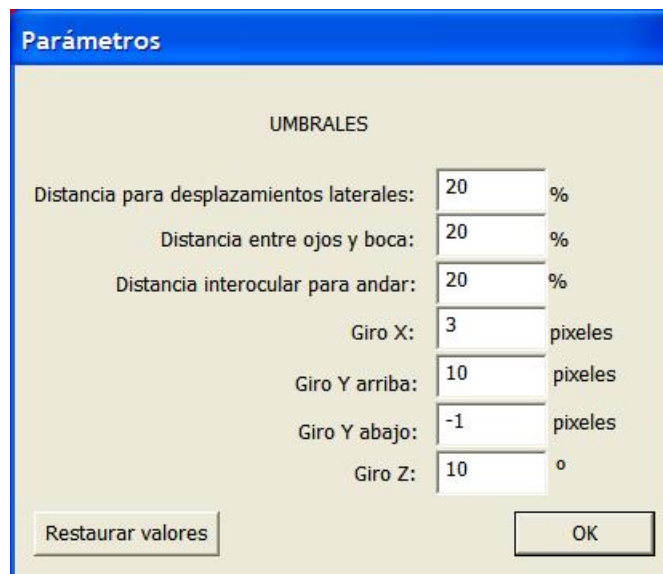 Parámetros
UMBRALES
Distancia para desplazamientos laterales: 20 %
Distancia entre ojos y boca: 20 %
Distancia interocular para andar: 20 %
Giro X: 3 pixeles
Giro Y arriba: 10 pixeles
Giro Y abajo: -1 pixeles
Giro Z: 10 º
Restaurar valores OK